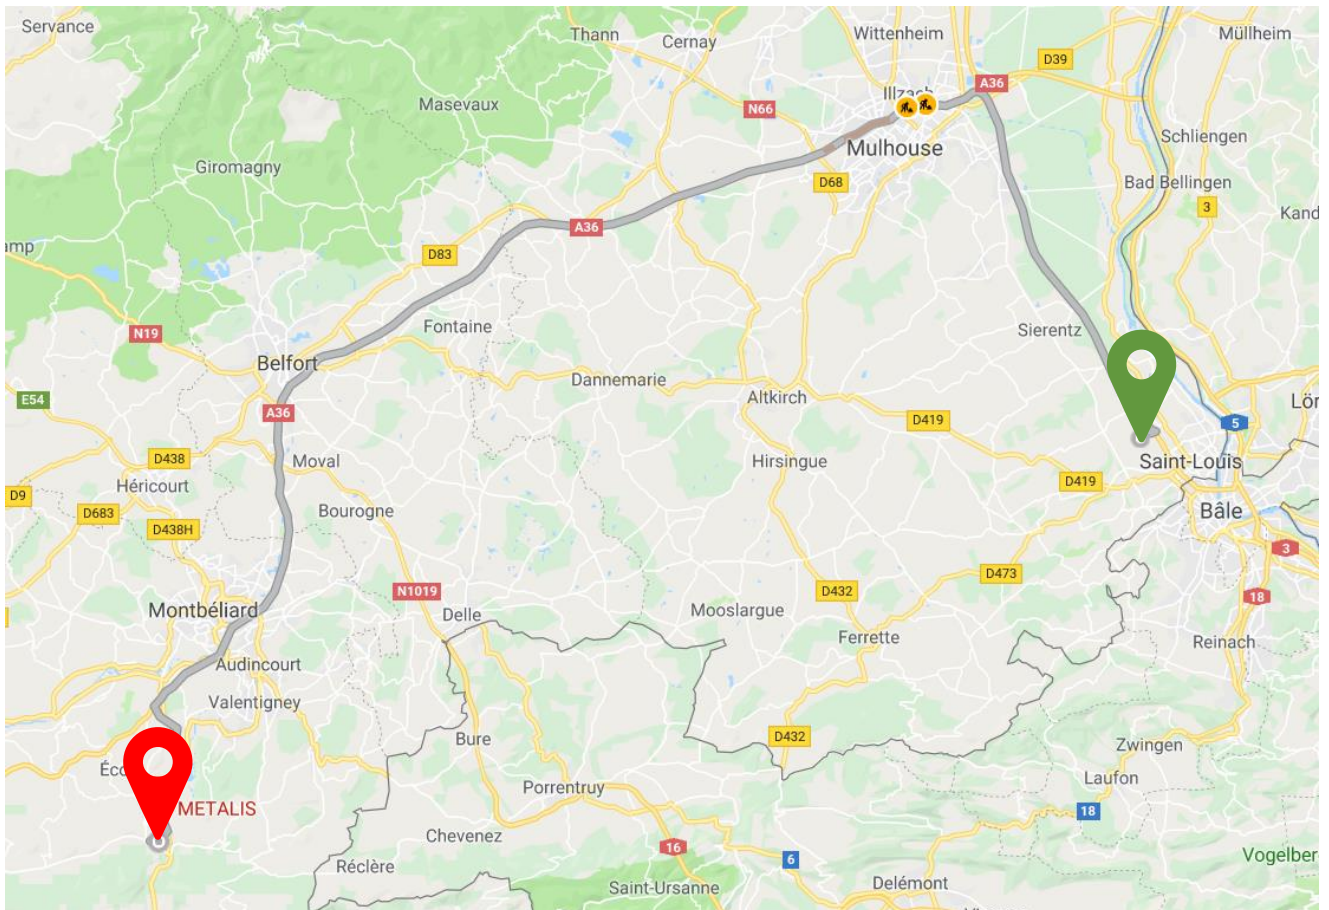 Servance
Thann
Cernay
Wittenheim
Müllheim
D39
A36
Masevaux
Illzach
N66
Schliengen
Mulhouse
Giromagny
D68
Bad Bellingen
3
Kand
amp
A36
D83
Fontaine
Sierentz
N19
Belfort
Dannemarie
Altkirch
E54
Lör
A36
D419
5
D438
Moval
Hirsingue
Saint-Louis
Héricourt
D419
D9
D683
Bourogne
Bâle
D438H
3
D473
N1019
D432
18
Montbéliard
Delle
Mooslargue
Ferrette
Reinach
Audincourt
Valentigney
Bure
D432
Zwingen
Éco
Laufon
Porrentruy
METALIS
18
Chevenez
16
6
Vogelber
Réclère
Saint-Ursanne
Delémont